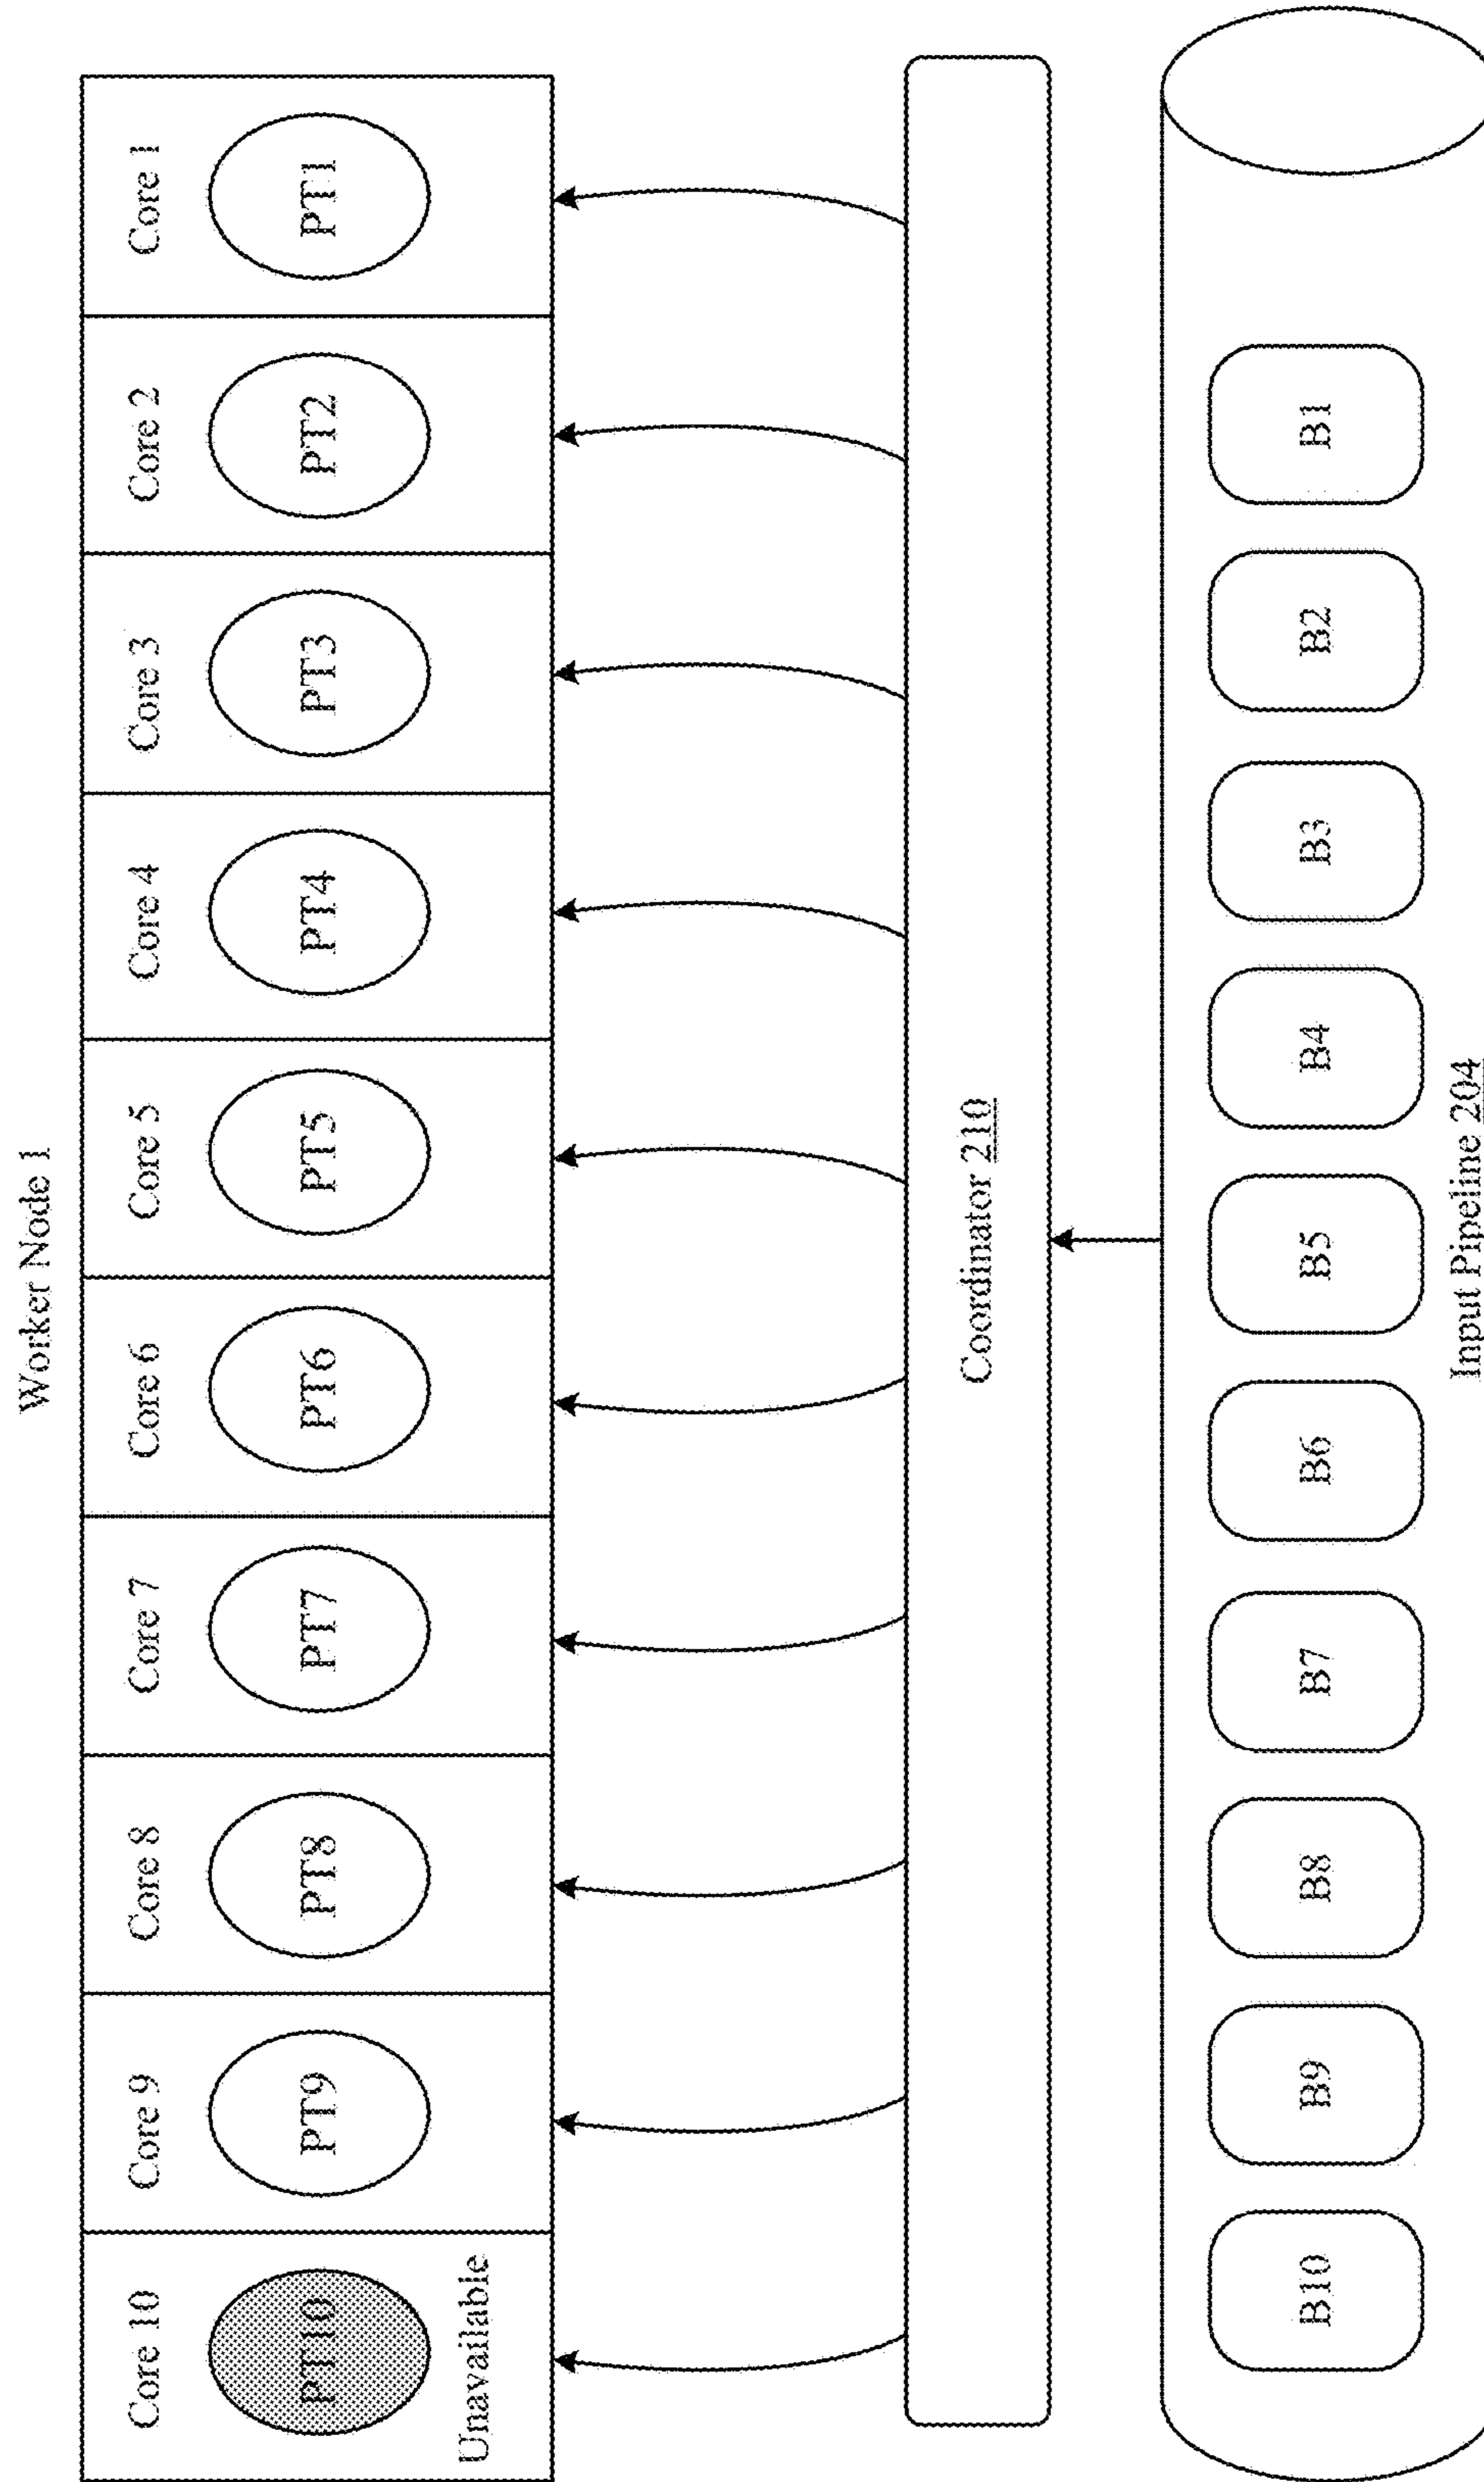 Worker Node 1
Core 10
Core 9
Core 8
Core 7
Core 6
Core 5
Core 4
Core 3
Core 2
Core 1
PT10
PT9
PT8
PT7
PT6
PT5
PT4
PT3
PT2
PT1
Unavailable
Coordinator 210
B10
B9
B8
B7
B6
B5
B4
B3
B2
B1
Input Pipeline 204